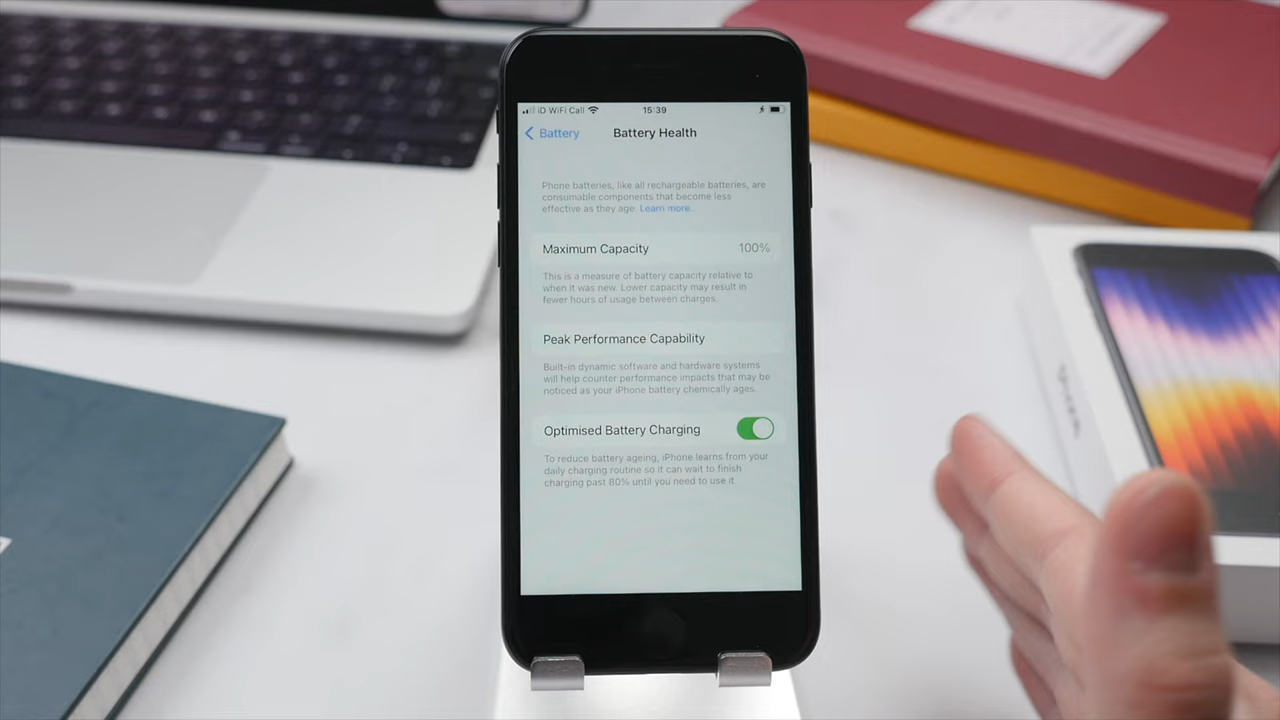 iD WiFi Call 15:39
Battery Battery Health
Phone batteries, like all rechargeable batteries, are
consumable components that become less
effective as they age. Learn more...
Maximum Capacity 100%
This is a measure of battery capacity relative to
when it was new. Lower capacity may result in
fewer hours of usage between charges.
Peak Performance Capability
Built-in dynamic software and hardware systems
will help counter performance impacts that may be
noticed as your iPhone battery chemically ages.
Optimised Battery Charging
To reduce battery ageing, iPhone learns from your
daily charging routine so it can wait to finish
charging past 80% until you need to use it